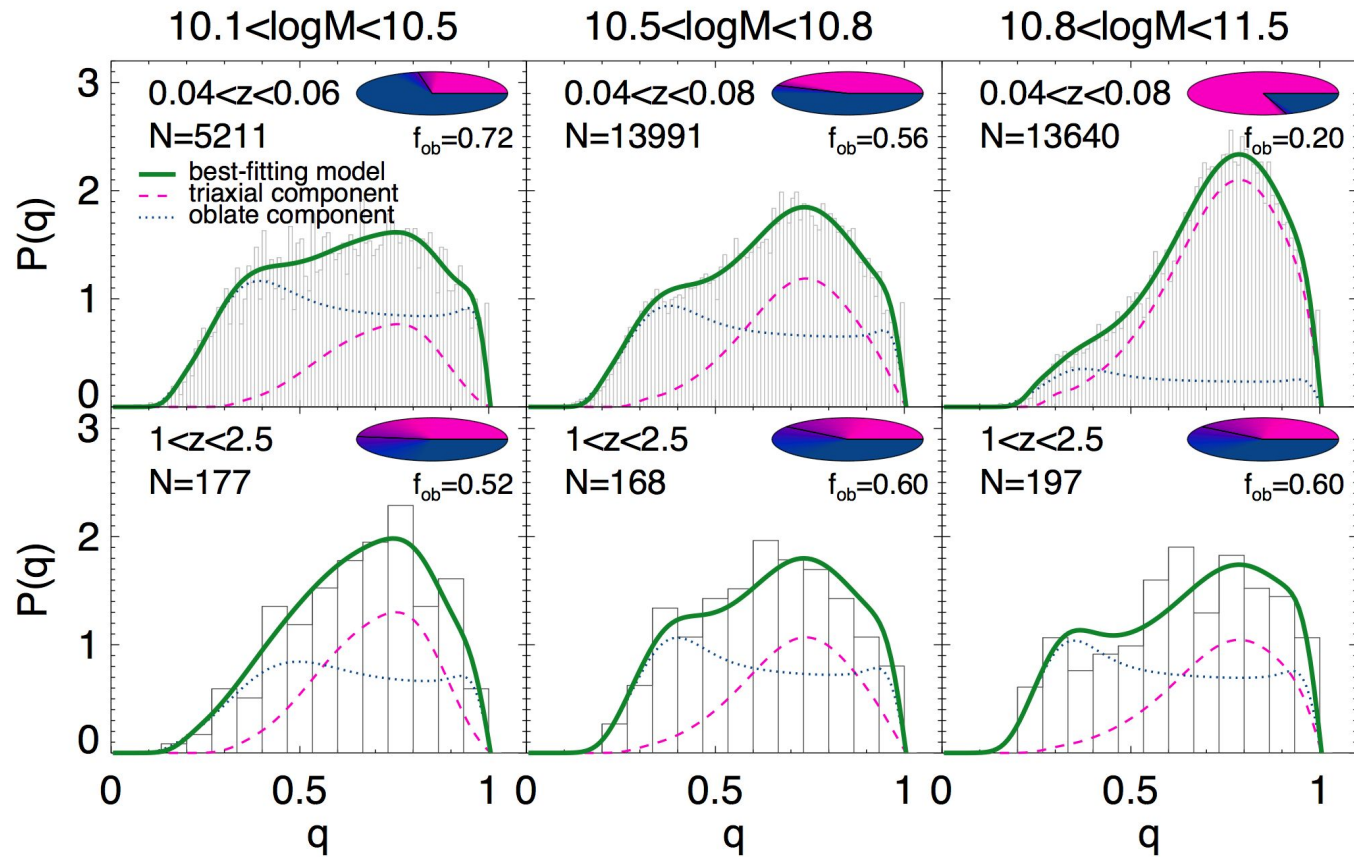 10.1<logM<10.5 10.5<logM<10.8 10.8<logM<11.5
3
0.04<z<0.06
N=5211
f_ob=0.72
best-fitting model
triaxial component
oblate component
0.04<z<0.08
N=13991
f_ob=0.56
0.04<z<0.08
N=13640
f_ob=0.20
2
P(q)
1
0
3
1<z<2.5
N=177
f_ob=0.52
1<z<2.5
N=168
f_ob=0.60
1<z<2.5
N=197
f_ob=0.60
2
P(q)
1
0
0 0.5 1 0 0.5 1 0 0.5 1
q q q